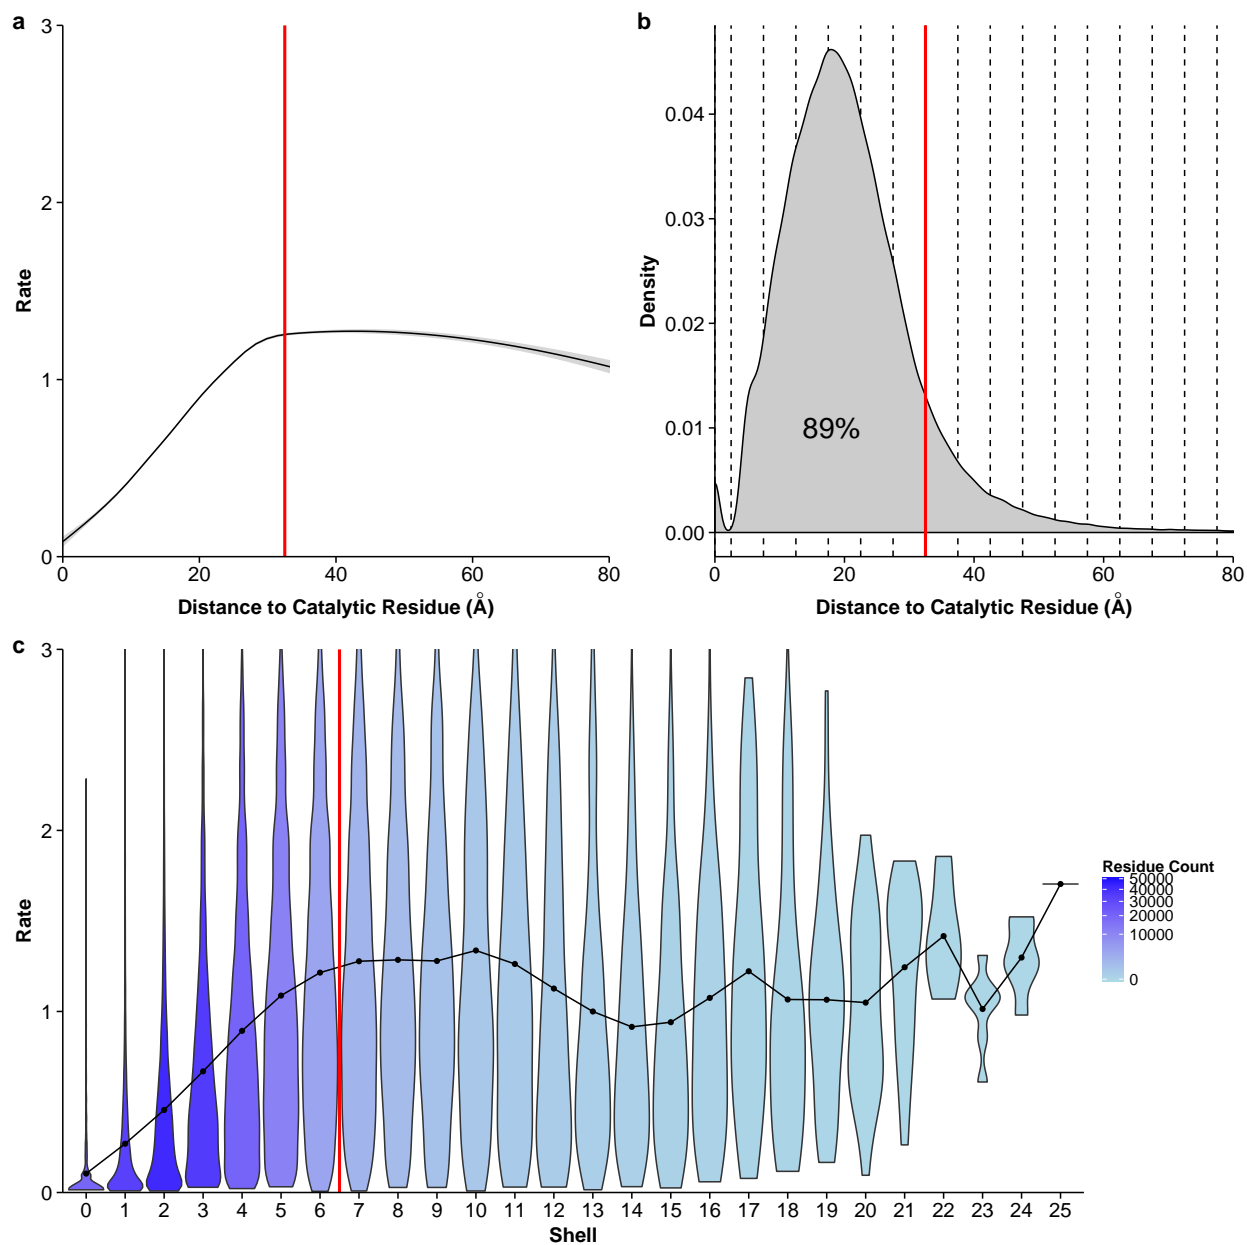 a
3
2
1
0
Rate
0 20 40 60 80
Distance to Catalytic Residue (Å)
b
0.04
0.03
0.02
0.01
0.00
Density
89%
0 20 40 60 80
Distance to Catalytic Residue (Å)
c
3
2
1
0
Rate
0 1 2 3 4 5 6 7 8 9 10 11 12 13 14 15 16 17 18 19 20 21 22 23 24 25
Shell
Residue Count
50000
40000
30000
20000
10000
0